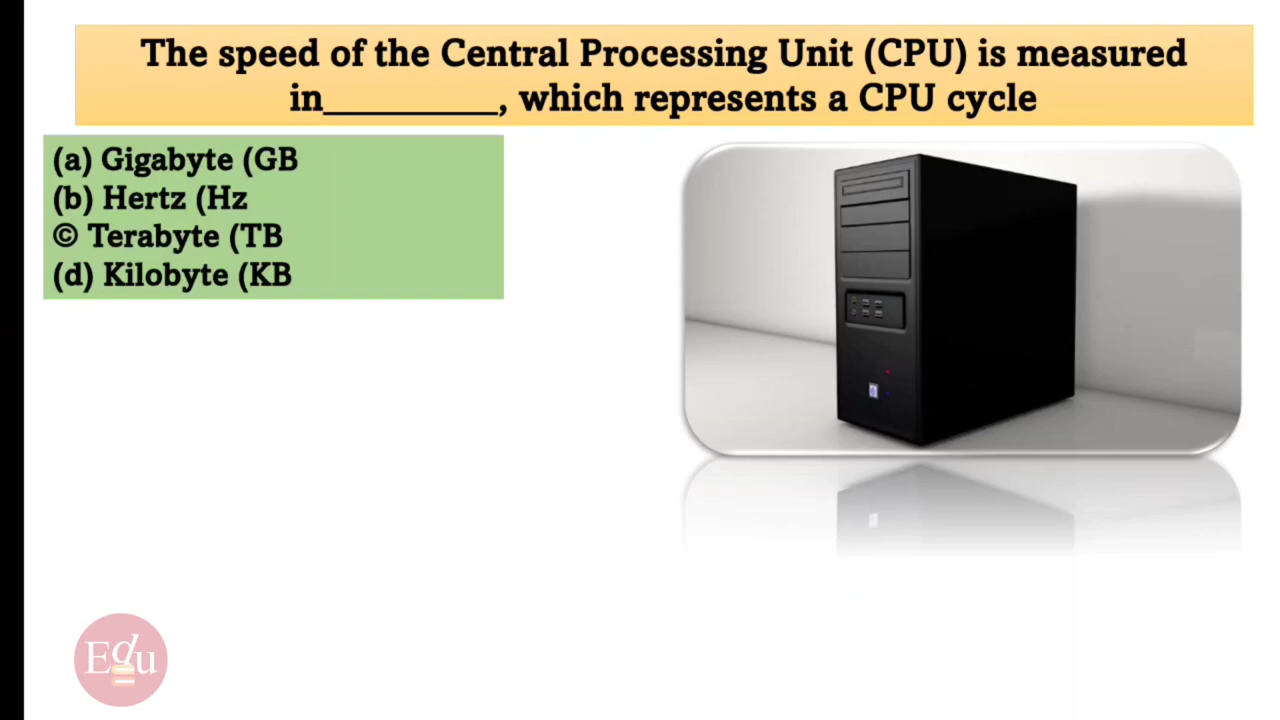 The speed of the Central Processing Unit (CPU) is measured
in__________, which represents a CPU cycle
(a) Gigabyte (GB
(b) Hertz (Hz
© Terabyte (TB
(d) Kilobyte (KB
Edu